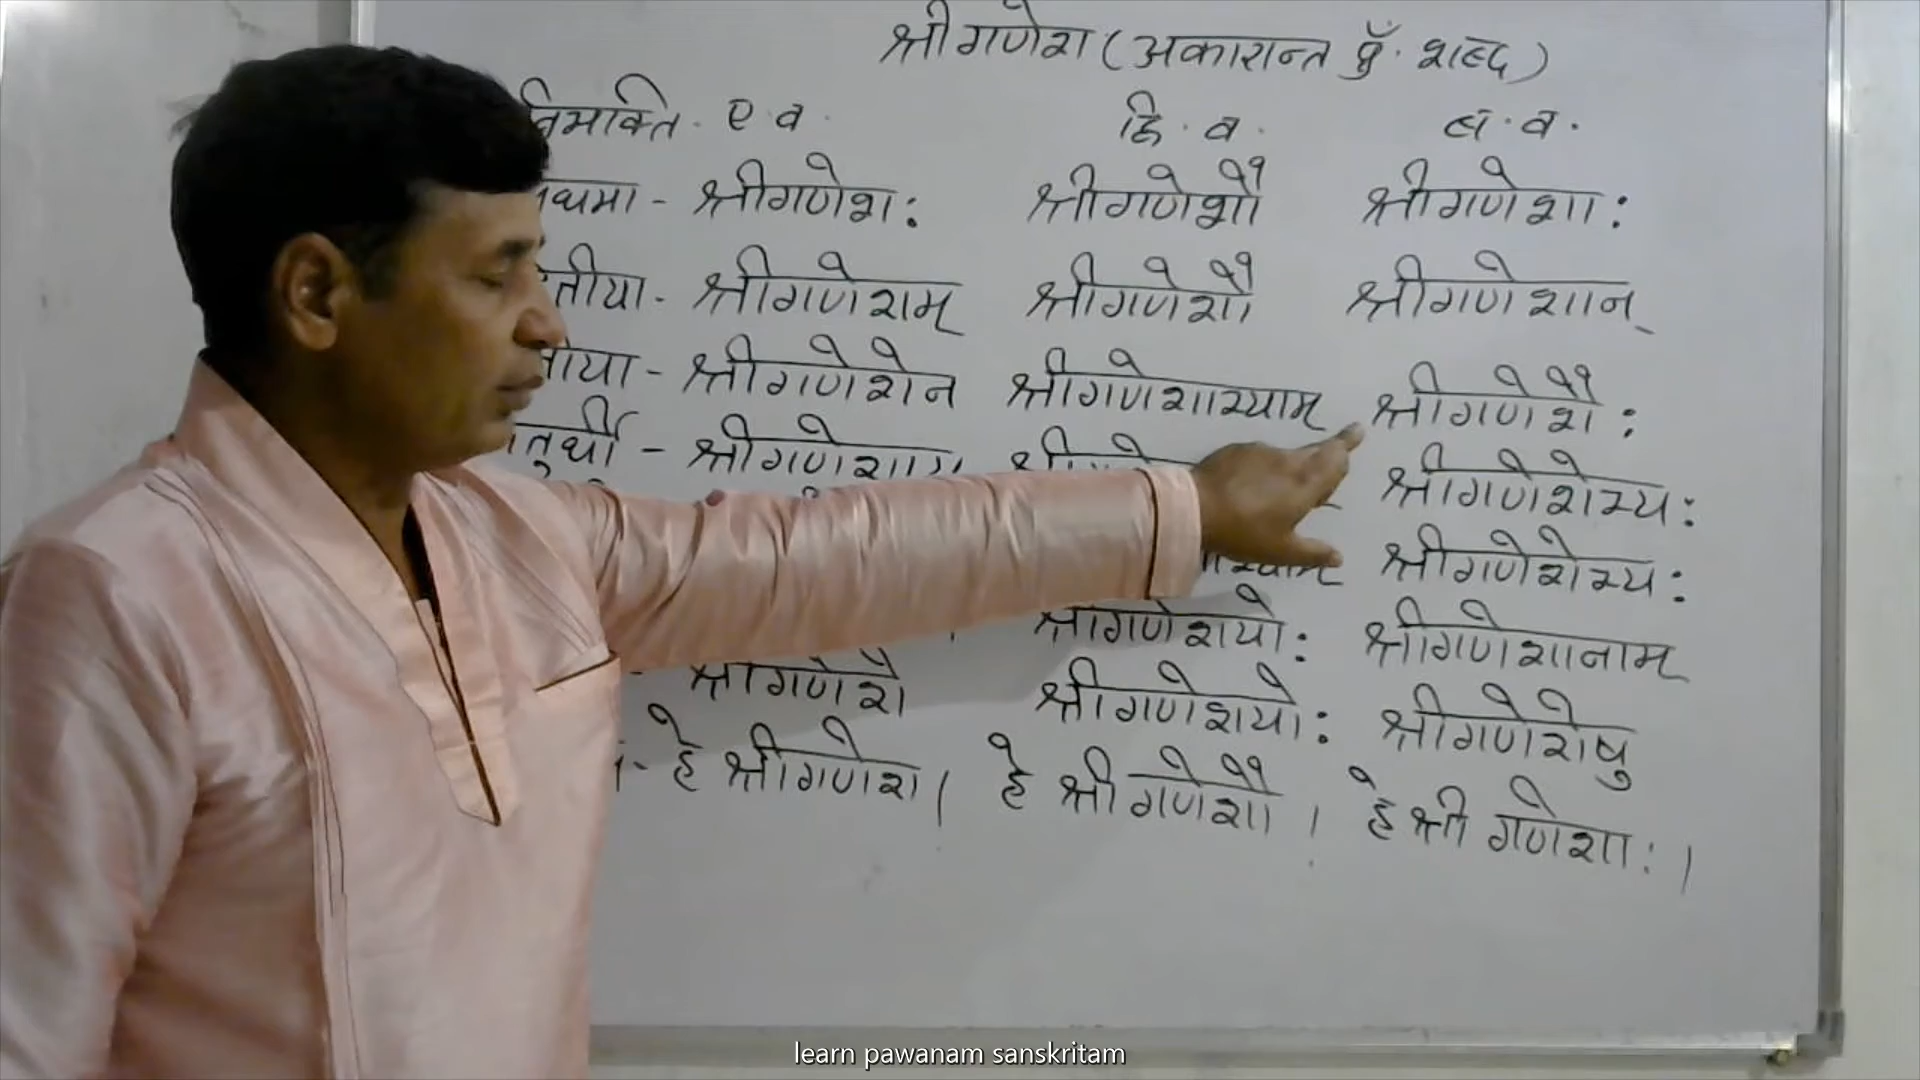 श्रीगणेश (अकारान्त पुँ. शब्द)
विभक्ति. ए व. द्वि. व. ब. व.
प्रथमा - श्रीगणेश: श्रीगणेशौ श्रीगणेशा:
द्वितीया - श्रीगणेशम् श्रीगणेशौ श्रीगणेशान्
तृतीया - श्रीगणेशेन श्रीगणेशाभ्याम् श्रीगणेशै:
चतुर्थी - श्रीगणेशाय श्रीगणेशेभ्य:
श्रीगणेशेभ्य:
श्रीगणेशयो: श्रीगणेशानाम्
श्रीगणेशे श्रीगणेशयो: श्रीगणेशेषु
- हे श्रीगणेश। हे श्री गणेशौ। हे श्री गणेशा:।
learn pawanam sanskritam